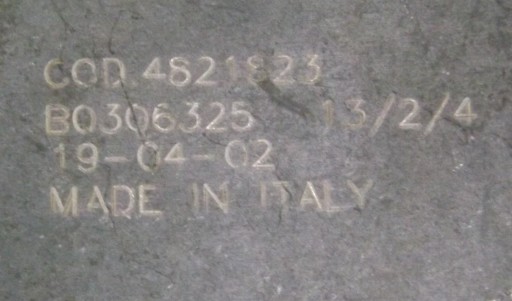 COD 4821823
B0306325 13/2/4
19-04-02
MADE IN ITALY